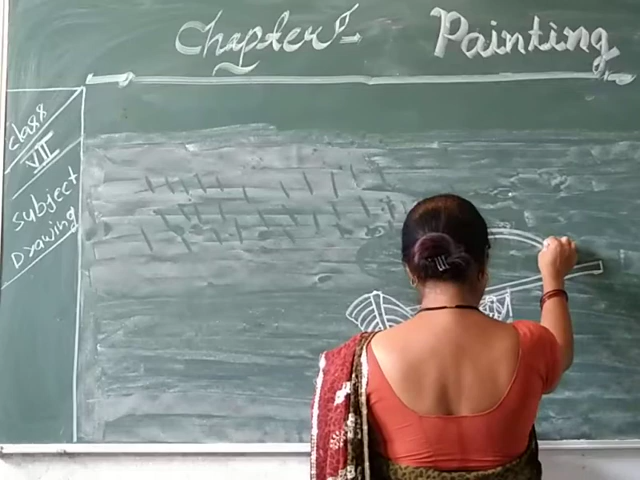 Chapter:- Painting
Class
VII
Subject
Drawing